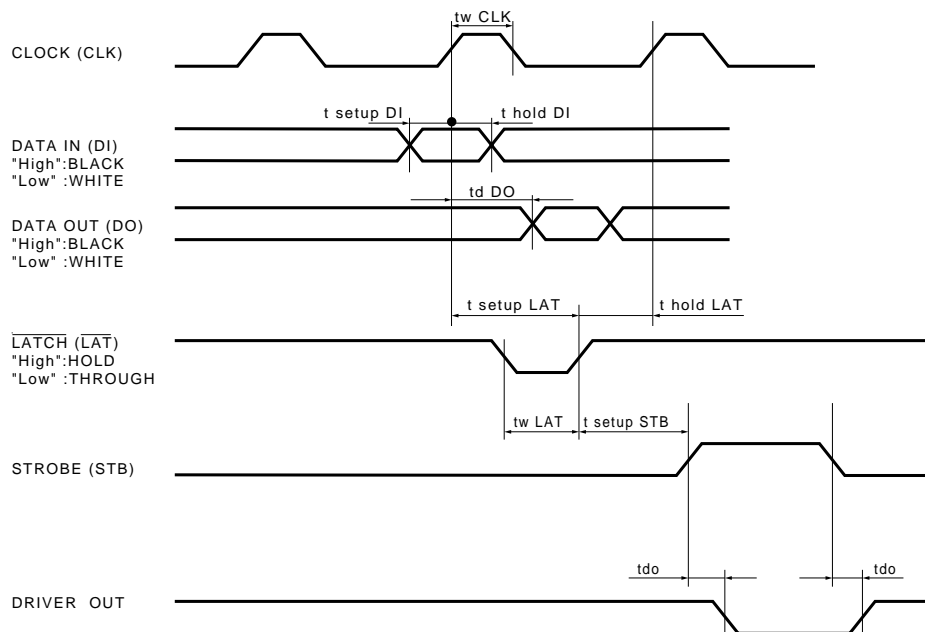 tw CLK
CLOCK (CLK)
t setup DI
t hold DI
DATA IN (DI)
"High":BLACK
"Low" :WHITE
td DO
DATA OUT (DO)
"High":BLACK
"Low" :WHITE
t setup LAT
t hold LAT
LATCH (LAT)
"High":HOLD
"Low" :THROUGH
tw LAT
t setup STB
STROBE (STB)
tdo
tdo
DRIVER OUT